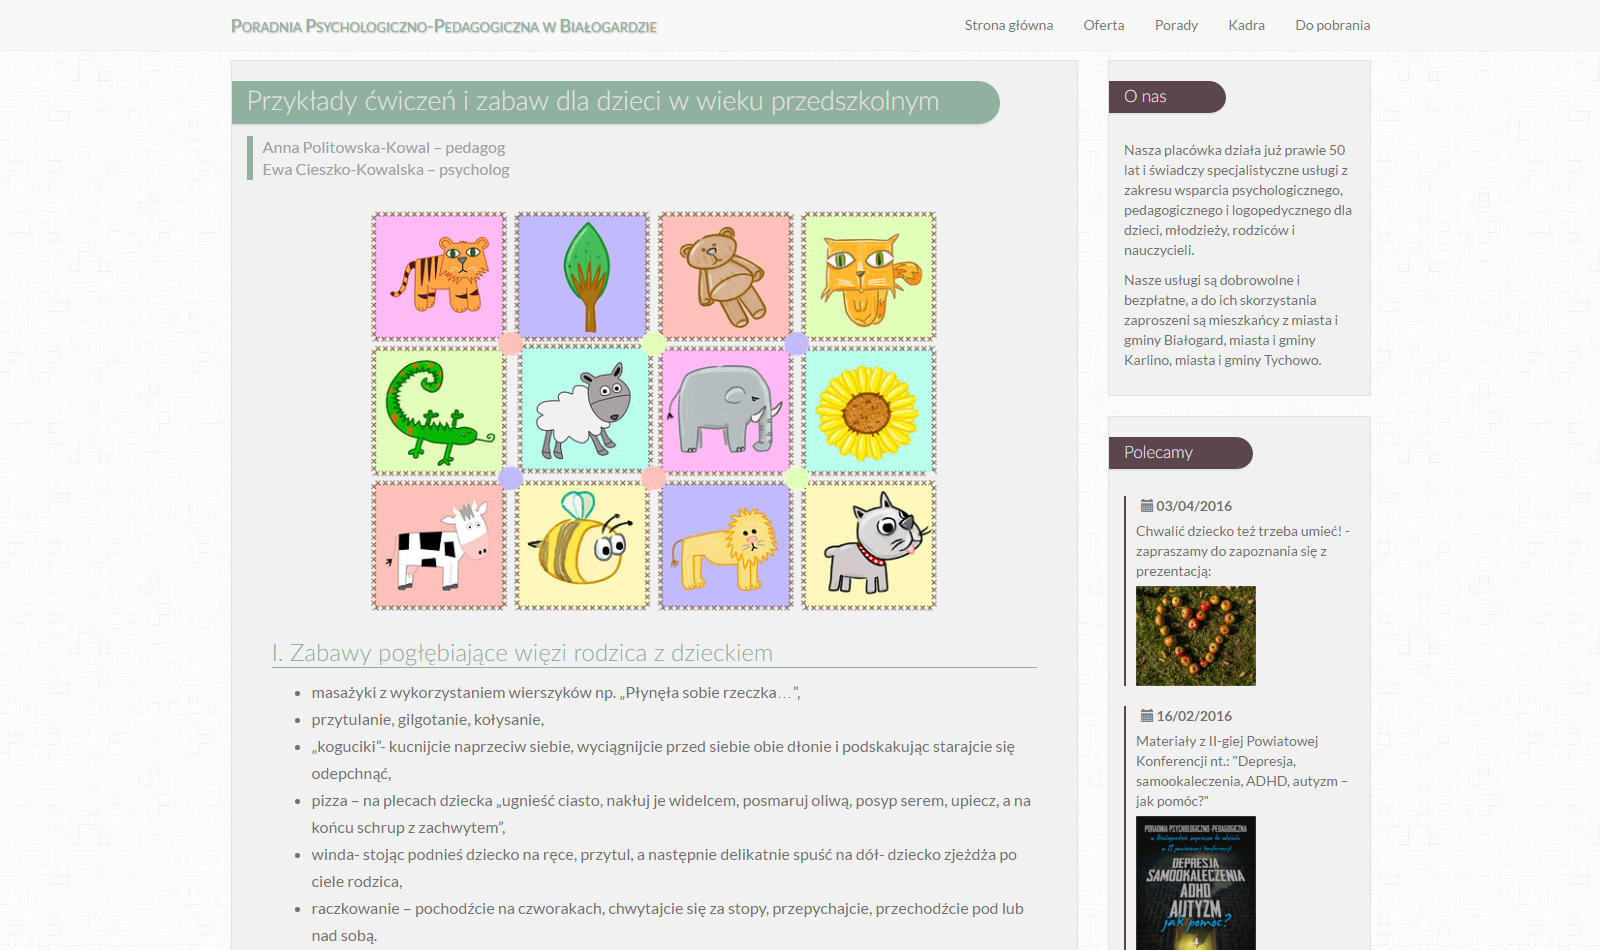 Poradnia Psychologiczno-Pedagogiczna w Białogardzie
Strona główna
Oferta
Porady
Kadra
Do pobrania
Przykłady ćwiczeń i zabaw dla dzieci w wieku przedszkolnym
Anna Politowska-Kowal – pedagog
Ewa Cieszko-Kowalska – psycholog
I. Zabawy pogłębiające więzi rodzica z dzieckiem
masażyki z wykorzystaniem wierszyków np. „Płynęła sobie rzeczka…”,
przytulanie, gilgotanie, kołysanie,
„koguciki”- kucnijcie naprzeciw siebie, wyciągnijcie przed siebie obie dłonie i podskakując starajcie się
odepchnąć,
pizza – na plecach dziecka „ugnieść ciasto, nakłuj je widelcem, posmaruj oliwą, posyp serem, upiecz, a na
końcu schrup z zachwytem”,
winda- stojąc podnieś dziecko na ręce, przytul, a następnie delikatnie spuść na dół- dziecko zjeżdża po
ciele rodzica,
raczkowanie – pochodźcie na czworakach, chwytajcie się za stopy, przepychajcie, przechodźcie pod lub
nad sobą.
O nas
Nasza placówka działa już prawie 50
lat i świadczy specjalistyczne usługi z
zakresu wsparcia psychologicznego,
pedagogicznego i logopedycznego dla
dzieci, młodzieży, rodziców i
nauczycieli.
Nasze usługi są dobrowolne i
bezpłatne, a do ich skorzystania
zaproszeni są mieszkańcy z miasta i
gminy Białogard, miasta i gminy
Karlino, miasta i gminy Tychowo.
Polecamy
03/04/2016
Chwalić dziecko też trzeba umieć! -
zapraszamy do zapoznania się z
prezentacją:
16/02/2016
Materiały z II-giej Powiatowej
Konferencji nt.: "Depresja,
samookaleczenia, ADHD, autyzm –
jak pomóc?"
PORADNIA PSYCHOLOGICZNO-PEDAGOGICZNA
w Białogardzie zaprasza do udziału
w II powiatowej konferencji
DEPRESJA
SAMOOKALECZENIA
ADHD
AUTYZM
jak pomóc?